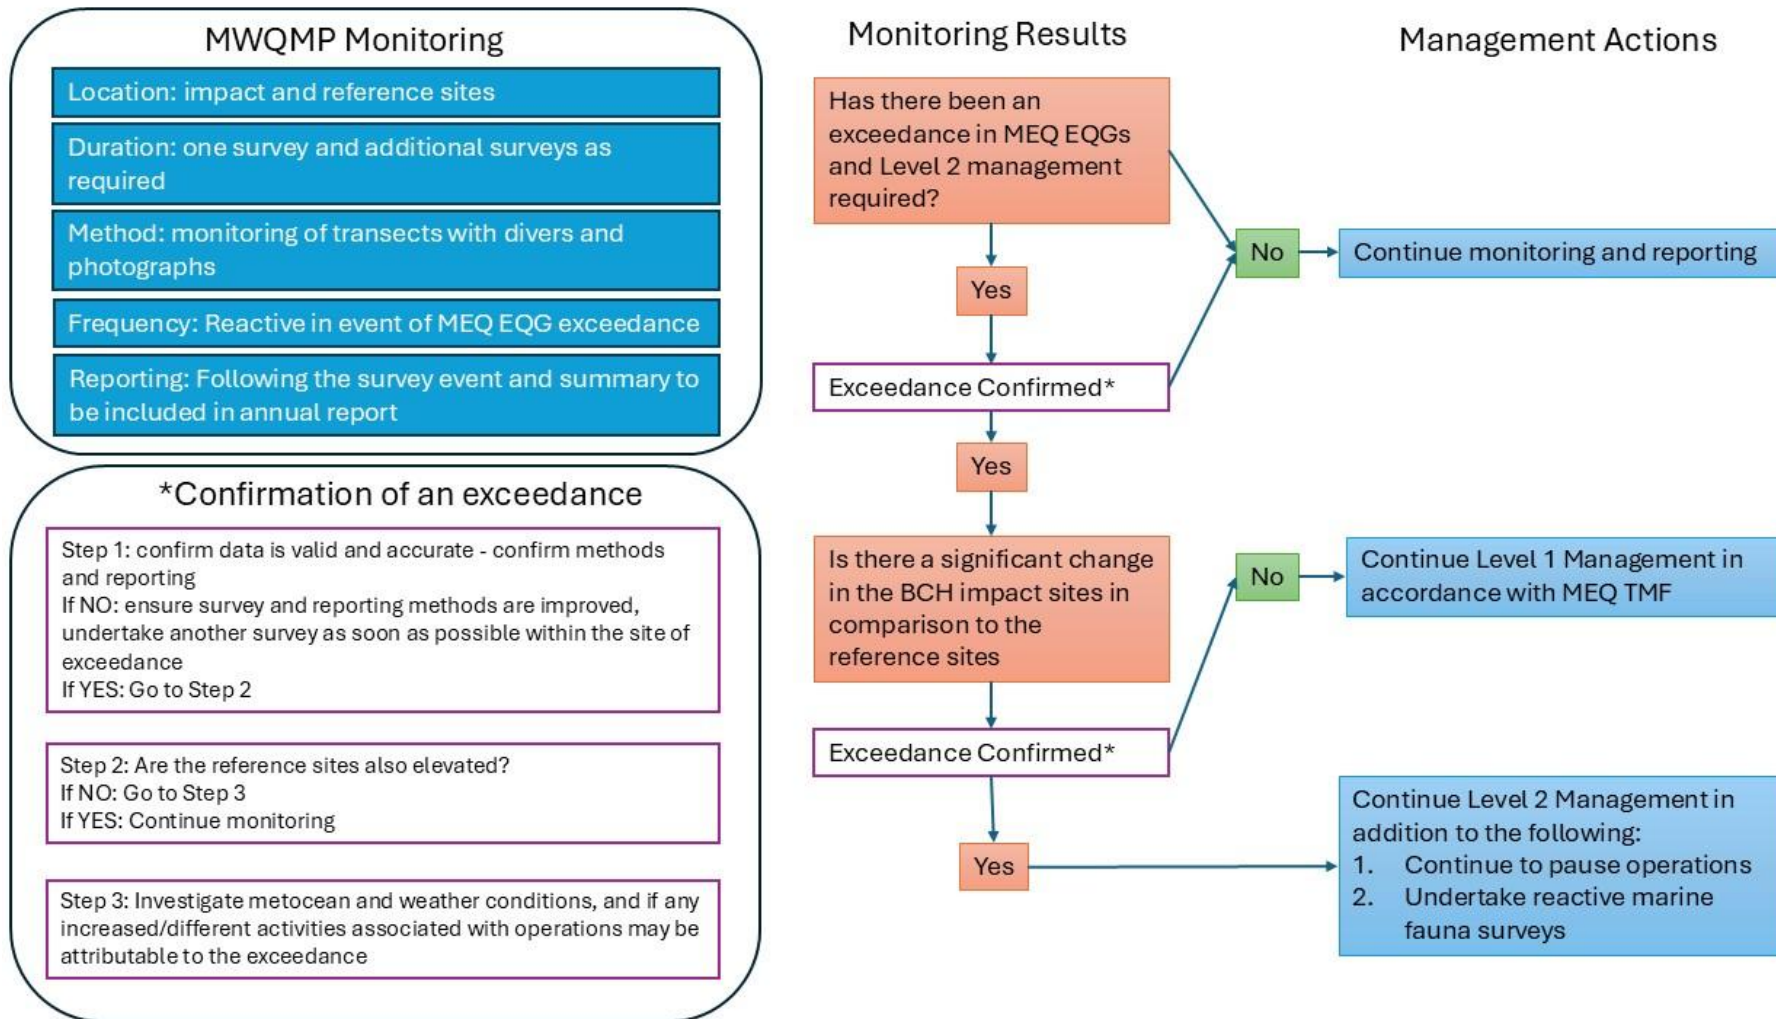 MWQMP Monitoring
Location: impact and reference sites
Duration: one survey and additional surveys as
required
Method: monitoring of transects with divers and
photographs
Frequency: Reactive in event of MEQ EQG exceedance
Reporting: Following the survey event and summary to
be included in annual report
*Confirmation of an exceedance
Step 1: confirm data is valid and accurate - confirm methods
and reporting
If NO: ensure survey and reporting methods are improved,
undertake another survey as soon as possible within the site of
exceedance
If YES: Go to Step 2
Step 2: Are the reference sites also elevated?
If NO: Go to Step 3
If YES: Continue monitoring
Step 3: Investigate metocean and weather conditions, and if any
increased/different activities associated with operations may be
attributable to the exceedance
Monitoring Results
Has there been an
exceedance in MEQ EQGs
and Level 2 management
required?
Yes
Exceedance Confirmed*
Yes
Is there a significant change
in the BCH impact sites in
comparison to the
reference sites
Exceedance Confirmed*
Yes
No
No
Management Actions
Continue monitoring and reporting
Continue Level 1 Management in
accordance with MEQ TMF
Continue Level 2 Management in
addition to the following:
1. Continue to pause operations
2. Undertake reactive marine
fauna surveys